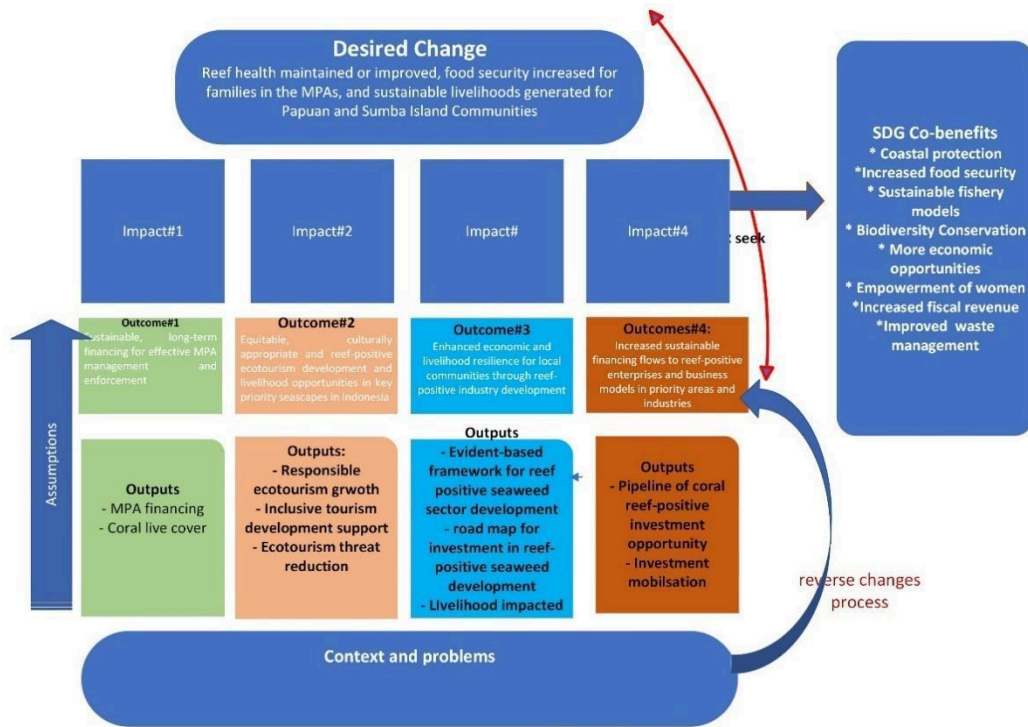 Desired Change
Reef health maintained or improved, food security increased for
families in the MPAs, and sustainable livelihoods generated for
Papuan and Sumba Island Communities
SDG Co-benefits
* Coastal protection
*Increased food security
* Sustainable fishery
models
* Biodiversity Conservation
* More economic
opportunities
* Empowerment of women
*Increased fiscal revenue
*Improved waste
management
Impact#1
Impact#2
Impact#
Impact#4
seek
Assumptions
Outcome#1
Sustainable, long-term
financing for effective MPA
management and
enforcement
Outcome#2
Equitable, culturally
appropriate and reef-positive
ecotourism development and
livelihood opportunities in key
priority seascapes in Indonesia
Outcome#3
Enhanced economic and
livelihood resilience for local
communities through reef-
positive industry development
Outcomes#4:
Increased sustainable
financing flows to reef-positive
enterprises and business
models in priority areas and
industries
Outputs
- MPA financing
- Coral live cover
Outputs:
- Responsible
ecotourism grwoth
- Inclusive tourism
development support
- Ecotourism threat
reduction
Outputs
- Evident-based
framework for reef
positive seaweed
sector development
- road map for
investment in reef-
positive seaweed
development
- LIvelihood impacted
Outputs
- Pipeline of coral
reef-positive
investment
opportunity
- Investment
mobilisation
reverse changes
process
Context and problems